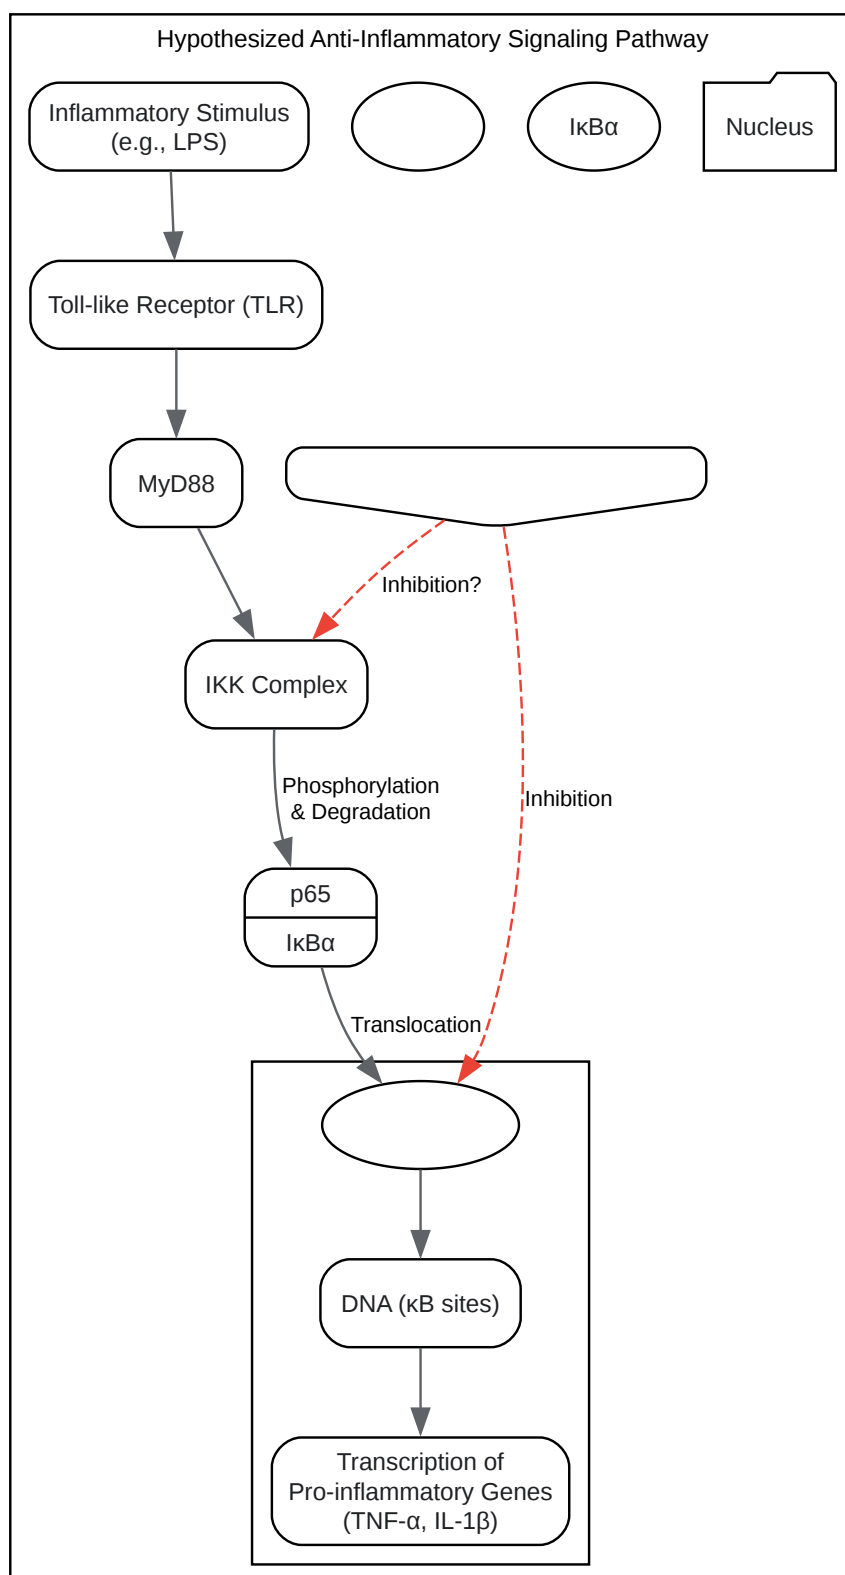 Hypothesized Anti-Inflammatory Signaling Pathway
Inflammatory Stimulus
(e.g., LPS)
IκBα
Nucleus
Toll-like Receptor (TLR)
MyD88
Inhibition?
IKK Complex
Phosphorylation
& Degradation
Inhibition
p65
IκBα
Translocation
DNA (κB sites)
Transcription of
Pro-inflammatory Genes
(TNF-α, IL-1β)